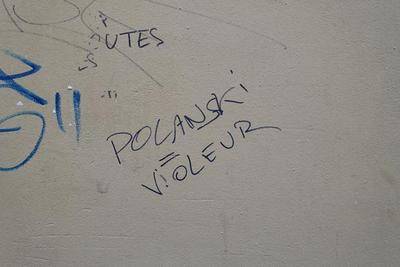 UTES
POLANSKi
=
ViOLEUR